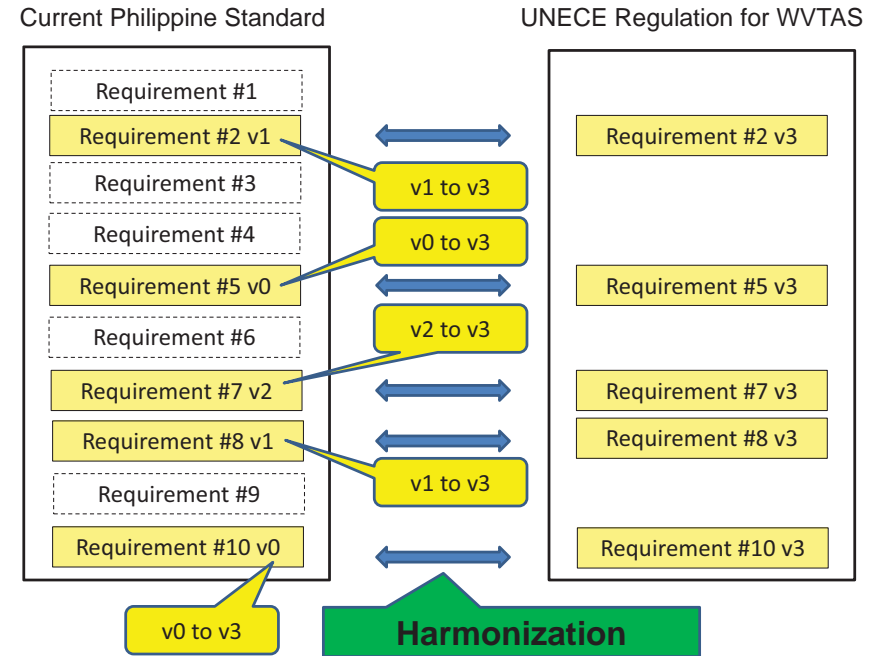 Current Philippine Standard
UNECE Regulation for WVTAS
Requirement #1
Requirement #2 v1
Requirement #2 v3
Requirement #3
v1 to v3
Requirement #4
v0 to v3
Requirement #5 v0
Requirement #5 v3
Requirement #6
v2 to v3
Requirement #7 v2
Requirement #7 v3
Requirement #8 v1
Requirement #8 v3
Requirement #9
v1 to v3
Requirement #10 v0
Requirement #10 v3
v0 to v3
Harmonization